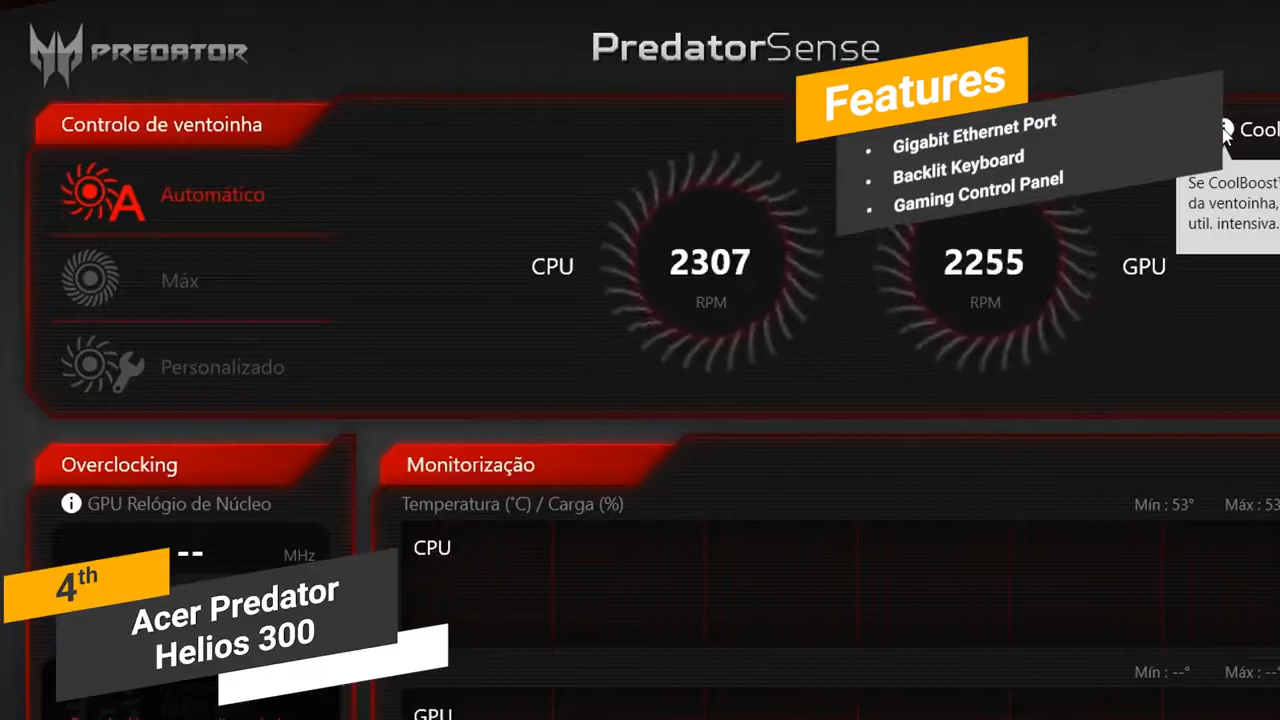 PREDATOR
PredatorSense
Features
• Gigabit Ethernet Port
• Backlit Keyboard
• Gaming Control Panel
Controlo de ventoinha
Automático
Máx
Personalizado
CPU
2307
RPM
2255
RPM
GPU
Cool
Se CoolBoost
da ventoinha,
util. intensiva.
Overclocking
GPU Relógio de Núcleo
-- MHz
Monitorização
Temperatura (°C) / Carga (%)
Mín : 53° Máx : 53
CPU
Mín : --° Máx : --°
GPU
4th
Acer Predator
Helios 300